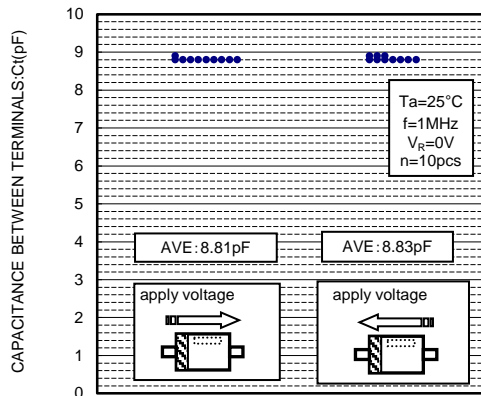 CAPACITANCE BETWEEN TERMINALS:Ct(pF)
10
9
8
7
6
5
4
3
2
1
0
Ta=25°C
f=1MHz
VR=0V
n=10pcs
AVE:8.81pF
AVE:8.83pF
apply voltage
apply voltage